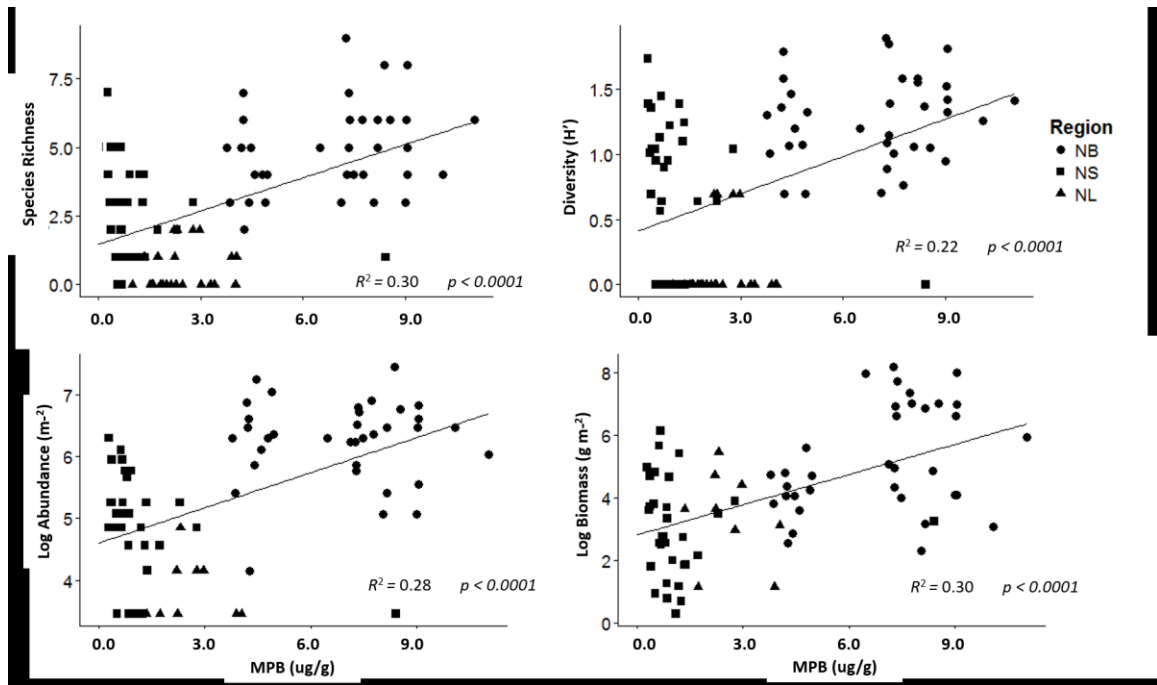 Species Richness
7.5
5.0
2.5
0.0
0.0 3.0 6.0 9.0
R² = 0.30 p < 0.0001
Diversity (H')
1.5
1.0
0.5
0.0
0.0 3.0 6.0 9.0
R² = 0.22 p < 0.0001
Region
NB
NS
NL
Log Abundance (m-²)
7
6
5
4
0.0 3.0 6.0 9.0
R² = 0.28 p < 0.0001
MPB (ug/g)
Log Biomass (g m-²)
8
6
4
2
0
0.0 3.0 6.0 9.0
R² = 0.30 p < 0.0001
MPB (ug/g)